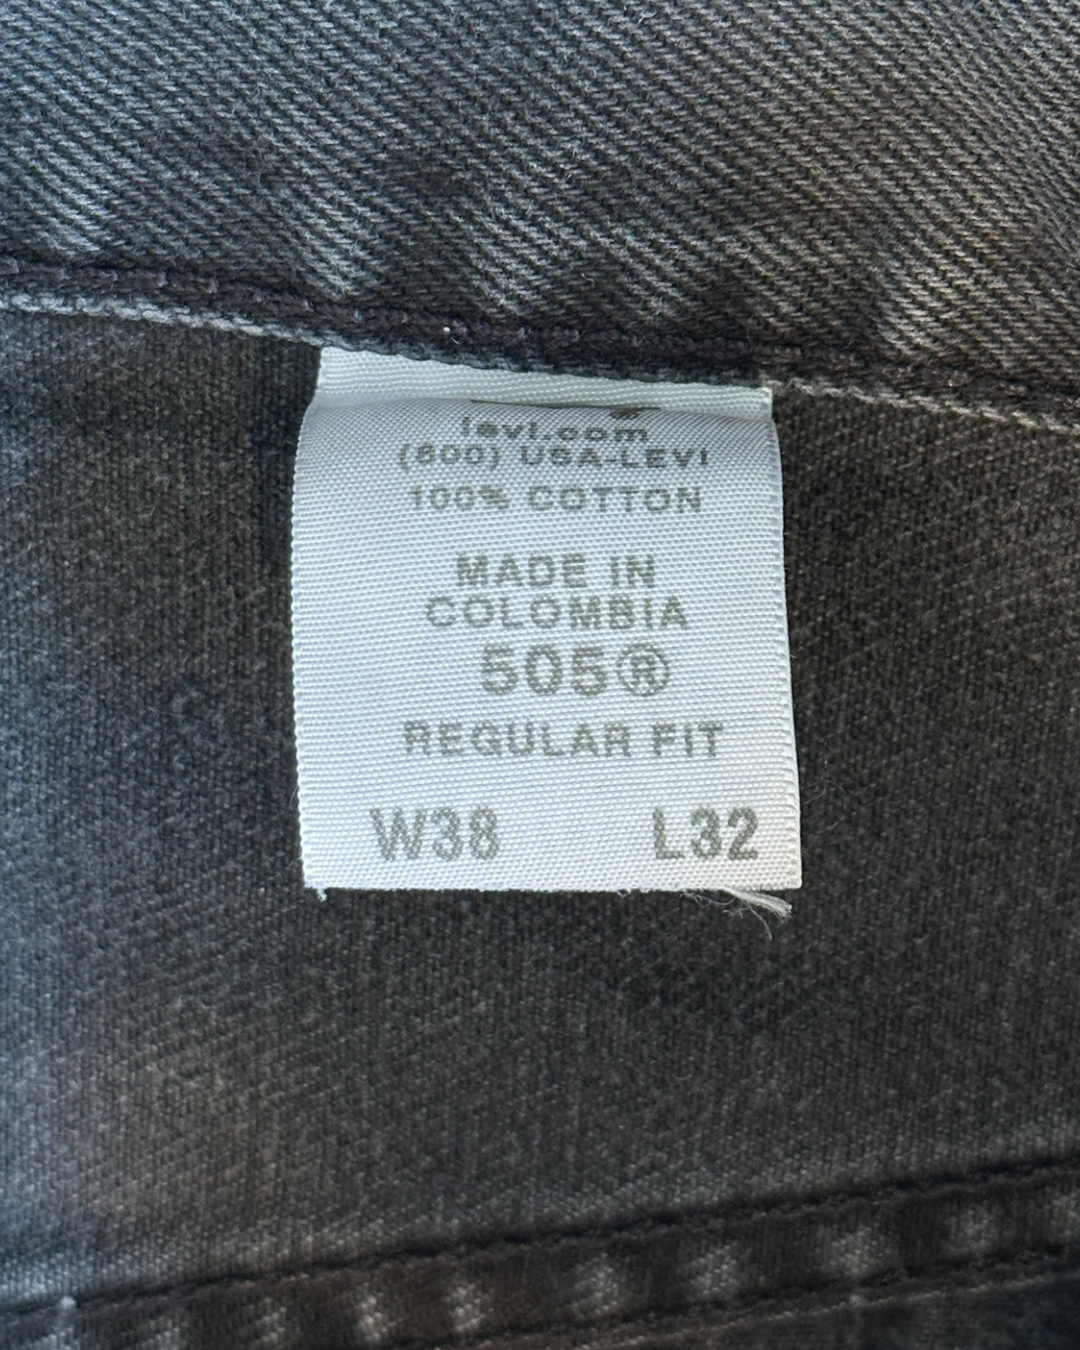 levi.com
(800) USA-LEVI
100% COTTON
MADE IN
COLOMBIA
505®
REGULAR FIT
W38 L32